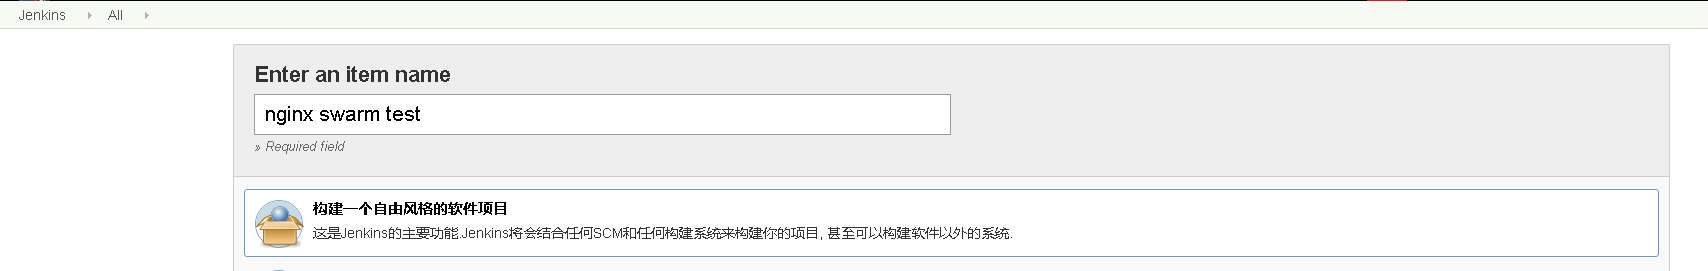 Jenkins All
Enter an item name
nginx swarm test
» Required field
构建一个自由风格的软件项目
这是Jenkins的主要功能.Jenkins将会结合任何SCM和任何构建系统来构建你的项目, 甚至可以构建软件以外的系统.